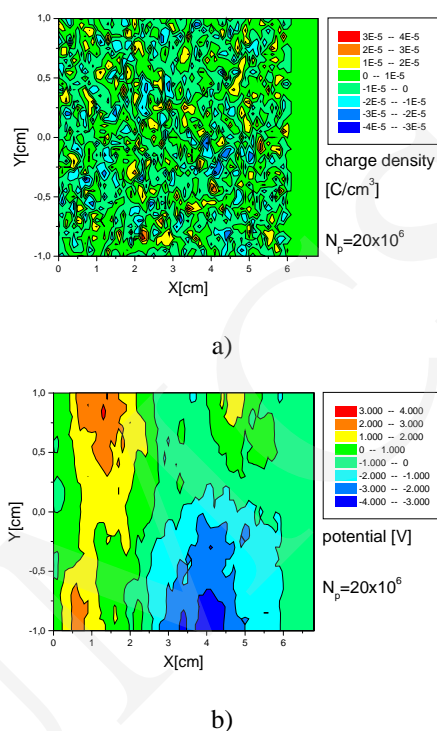 1,0
0,5
0,0
-0,5
-1,0
Y[cm]
0 1 2 3 4 5 6
X[cm]
3E-5 -- 4E-5
2E-5 -- 3E-5
1E-5 -- 2E-5
0 -- 1E-5
-1E-5 -- 0
-2E-5 -- -1E-5
-3E-5 -- -2E-5
-4E-5 -- -3E-5
charge density
[C/cm³]
Nₚ=20x10⁶
a)
1,0
0,5
0,0
-0,5
-1,0
Y[cm]
0 1 2 3 4 5 6
X[cm]
3.000 -- 4.000
2.000 -- 3.000
1.000 -- 2.000
0 -- 1.000
-1.000 -- 0
-2.000 -- -1.000
-3.000 -- -2.000
-4.000 -- -3.000
potential [V]
Nₚ=20x10⁶
b)